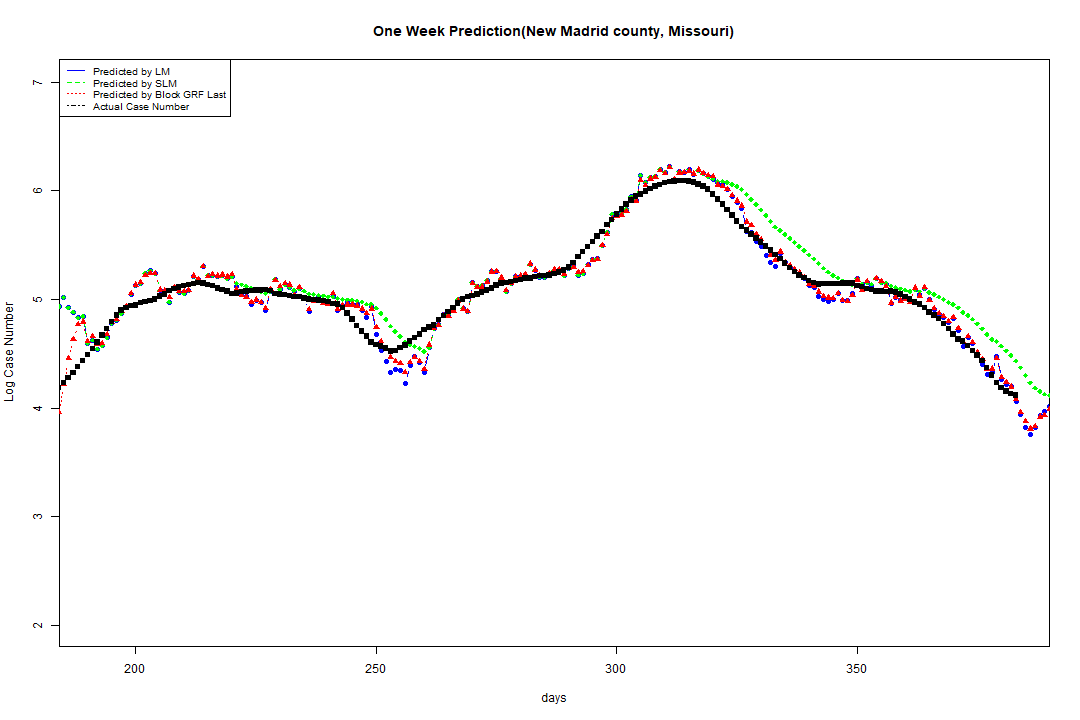 One Week Prediction(New Madrid county, Missouri)
Predicted by LM
Predicted by SLM
Predicted by Block GRF Last
Actual Case Number
7
6
5
4
3
2
Log Case Number
200 250 300 350
days